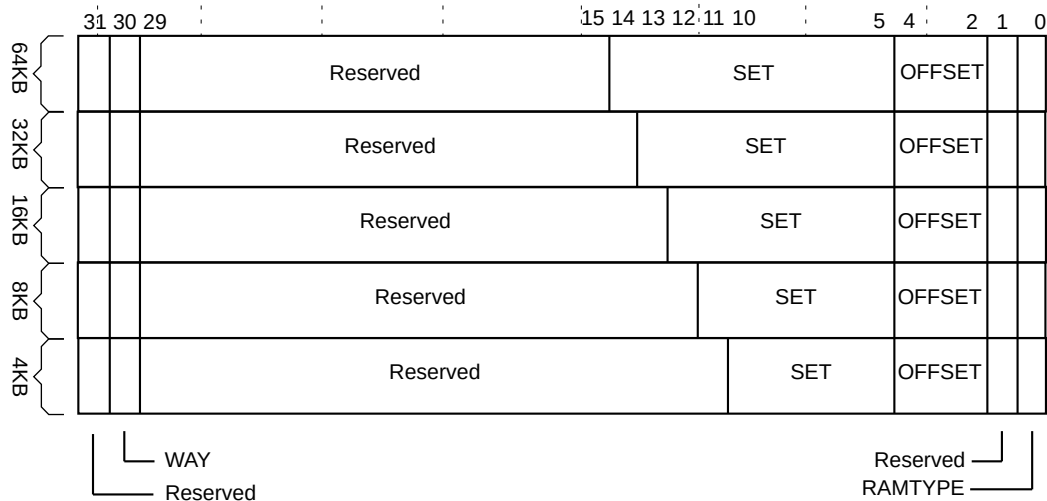 31 30 29 15 14 13 12 11 10 5 4 2 1 0
64KB Reserved SET OFFSET
32KB Reserved SET OFFSET
16KB Reserved SET OFFSET
8KB Reserved SET OFFSET
4KB Reserved SET OFFSET
WAY Reserved
Reserved RAMTYPE